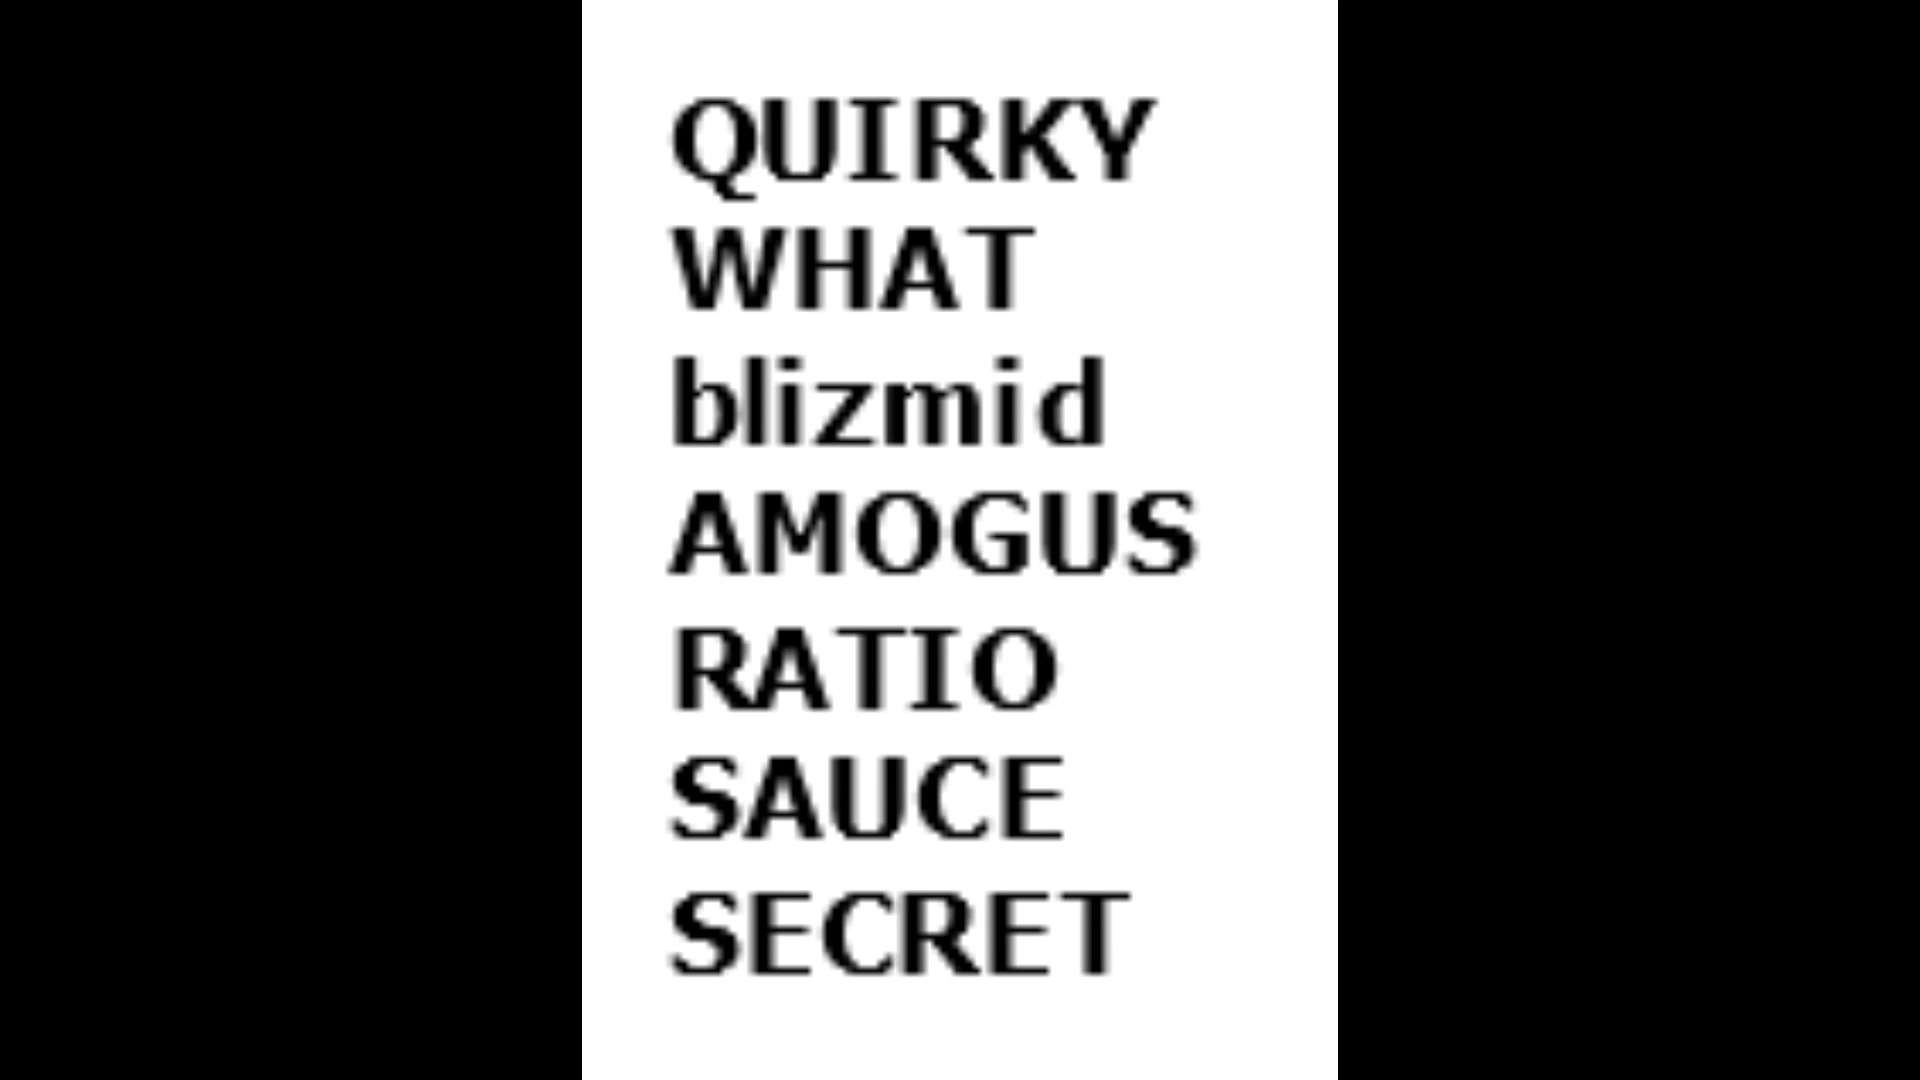 QUIRKY
WHAT
blizmid
AMOGUS
RATIO
SAUCE
SECRET